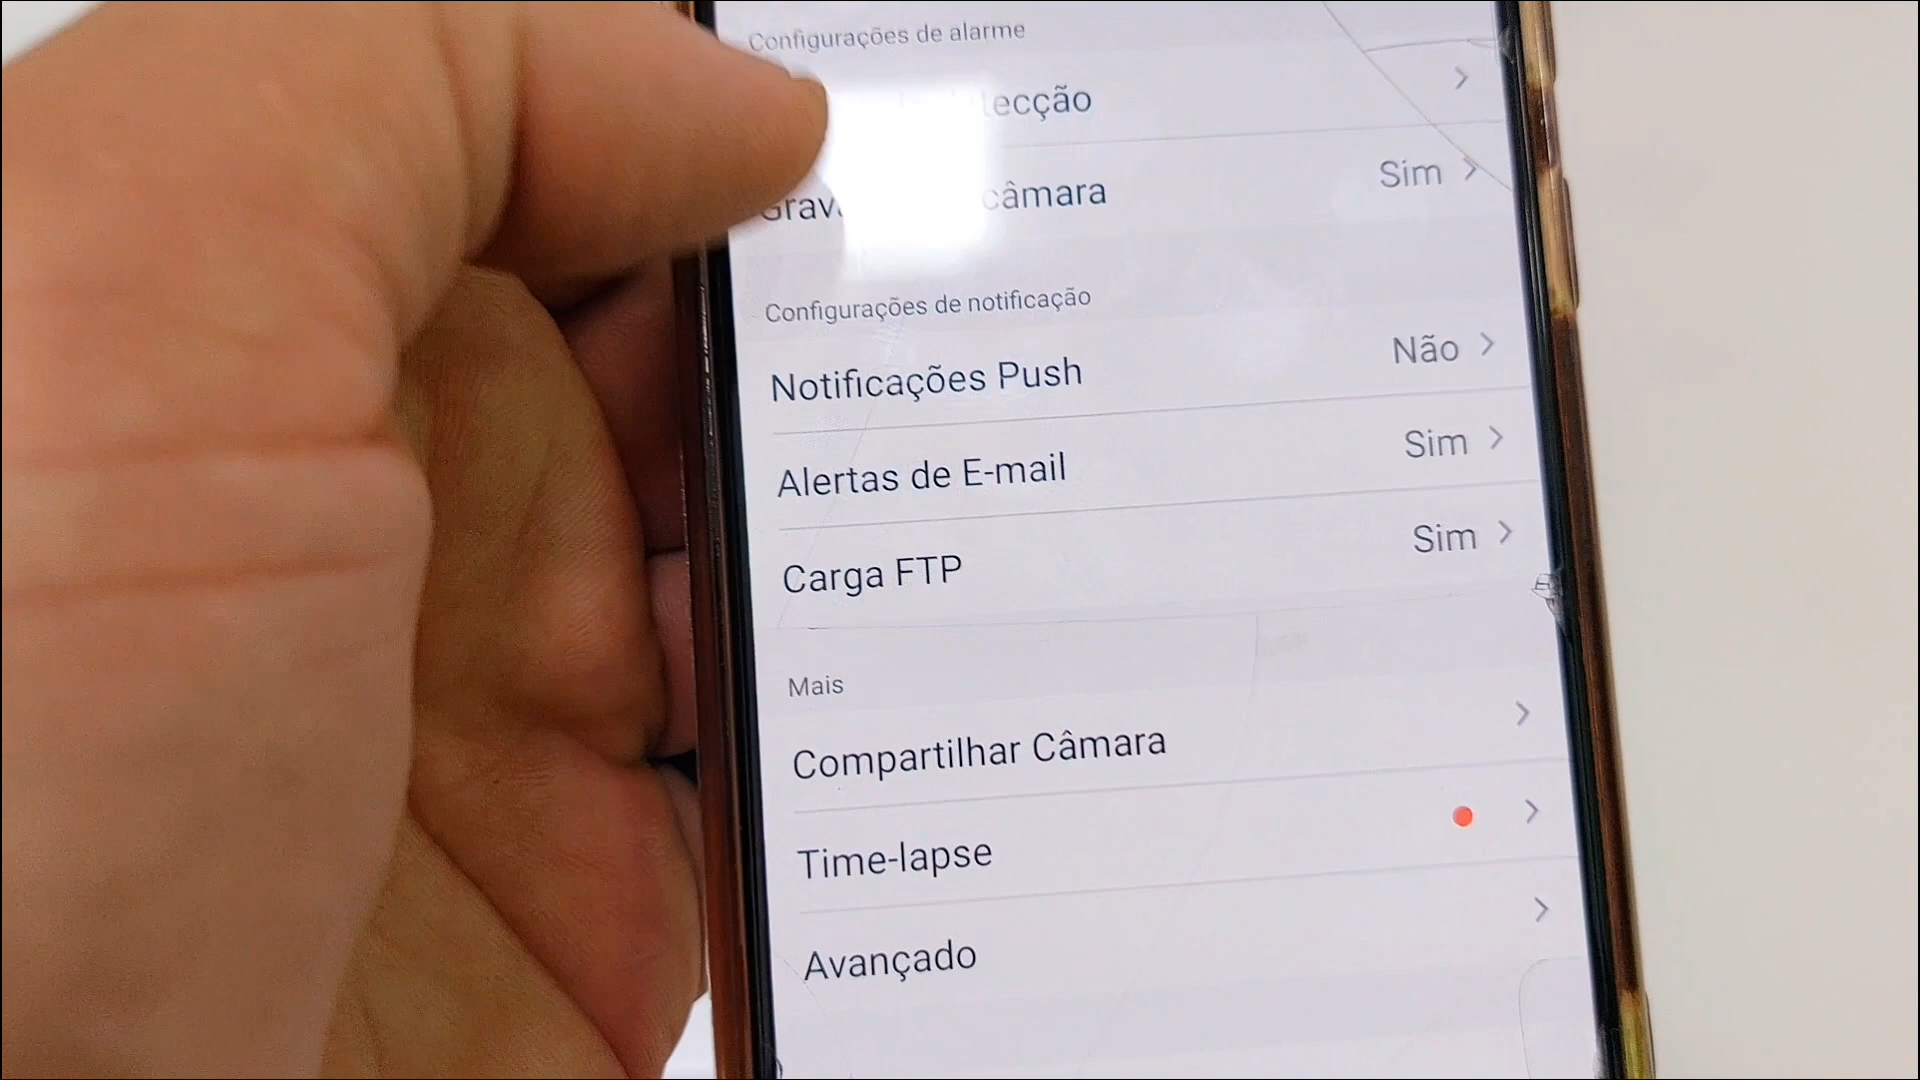 Configurações de alarme
câmara Sim
Configurações de notificação
Notificações Push Não
Alertas de E-mail Sim
Carga FTP Sim
Mais
Compartilhar Câmara
Time-lapse
Avançado